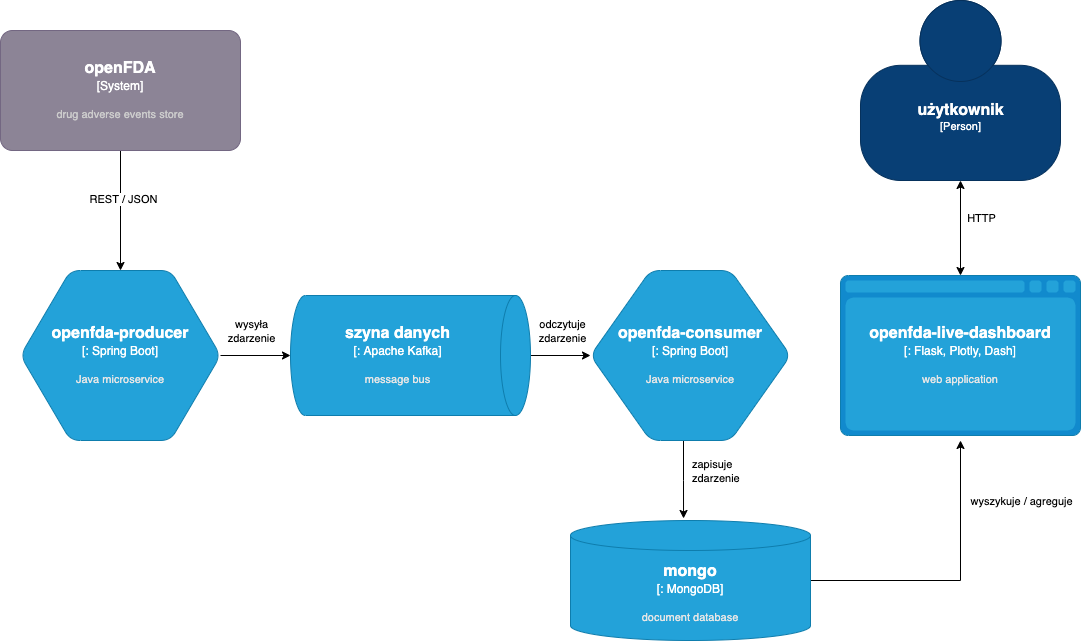 openFDA
[System]
drug adverse events store
REST / JSON
użytkownik
[Person]
HTTP
openfda-producer
[: Spring Boot]
Java microservice
wysyła
zdarzenie
szyna danych
[: Apache Kafka]
message bus
odczytuje
zdarzenie
openfda-consumer
[: Spring Boot]
Java microservice
openfda-live-dashboard
[: Flask, Plotly, Dash]
web application
zapisuje
zdarzenie
wyszykuje / agreguje
mongo
[: MongoDB]
document database